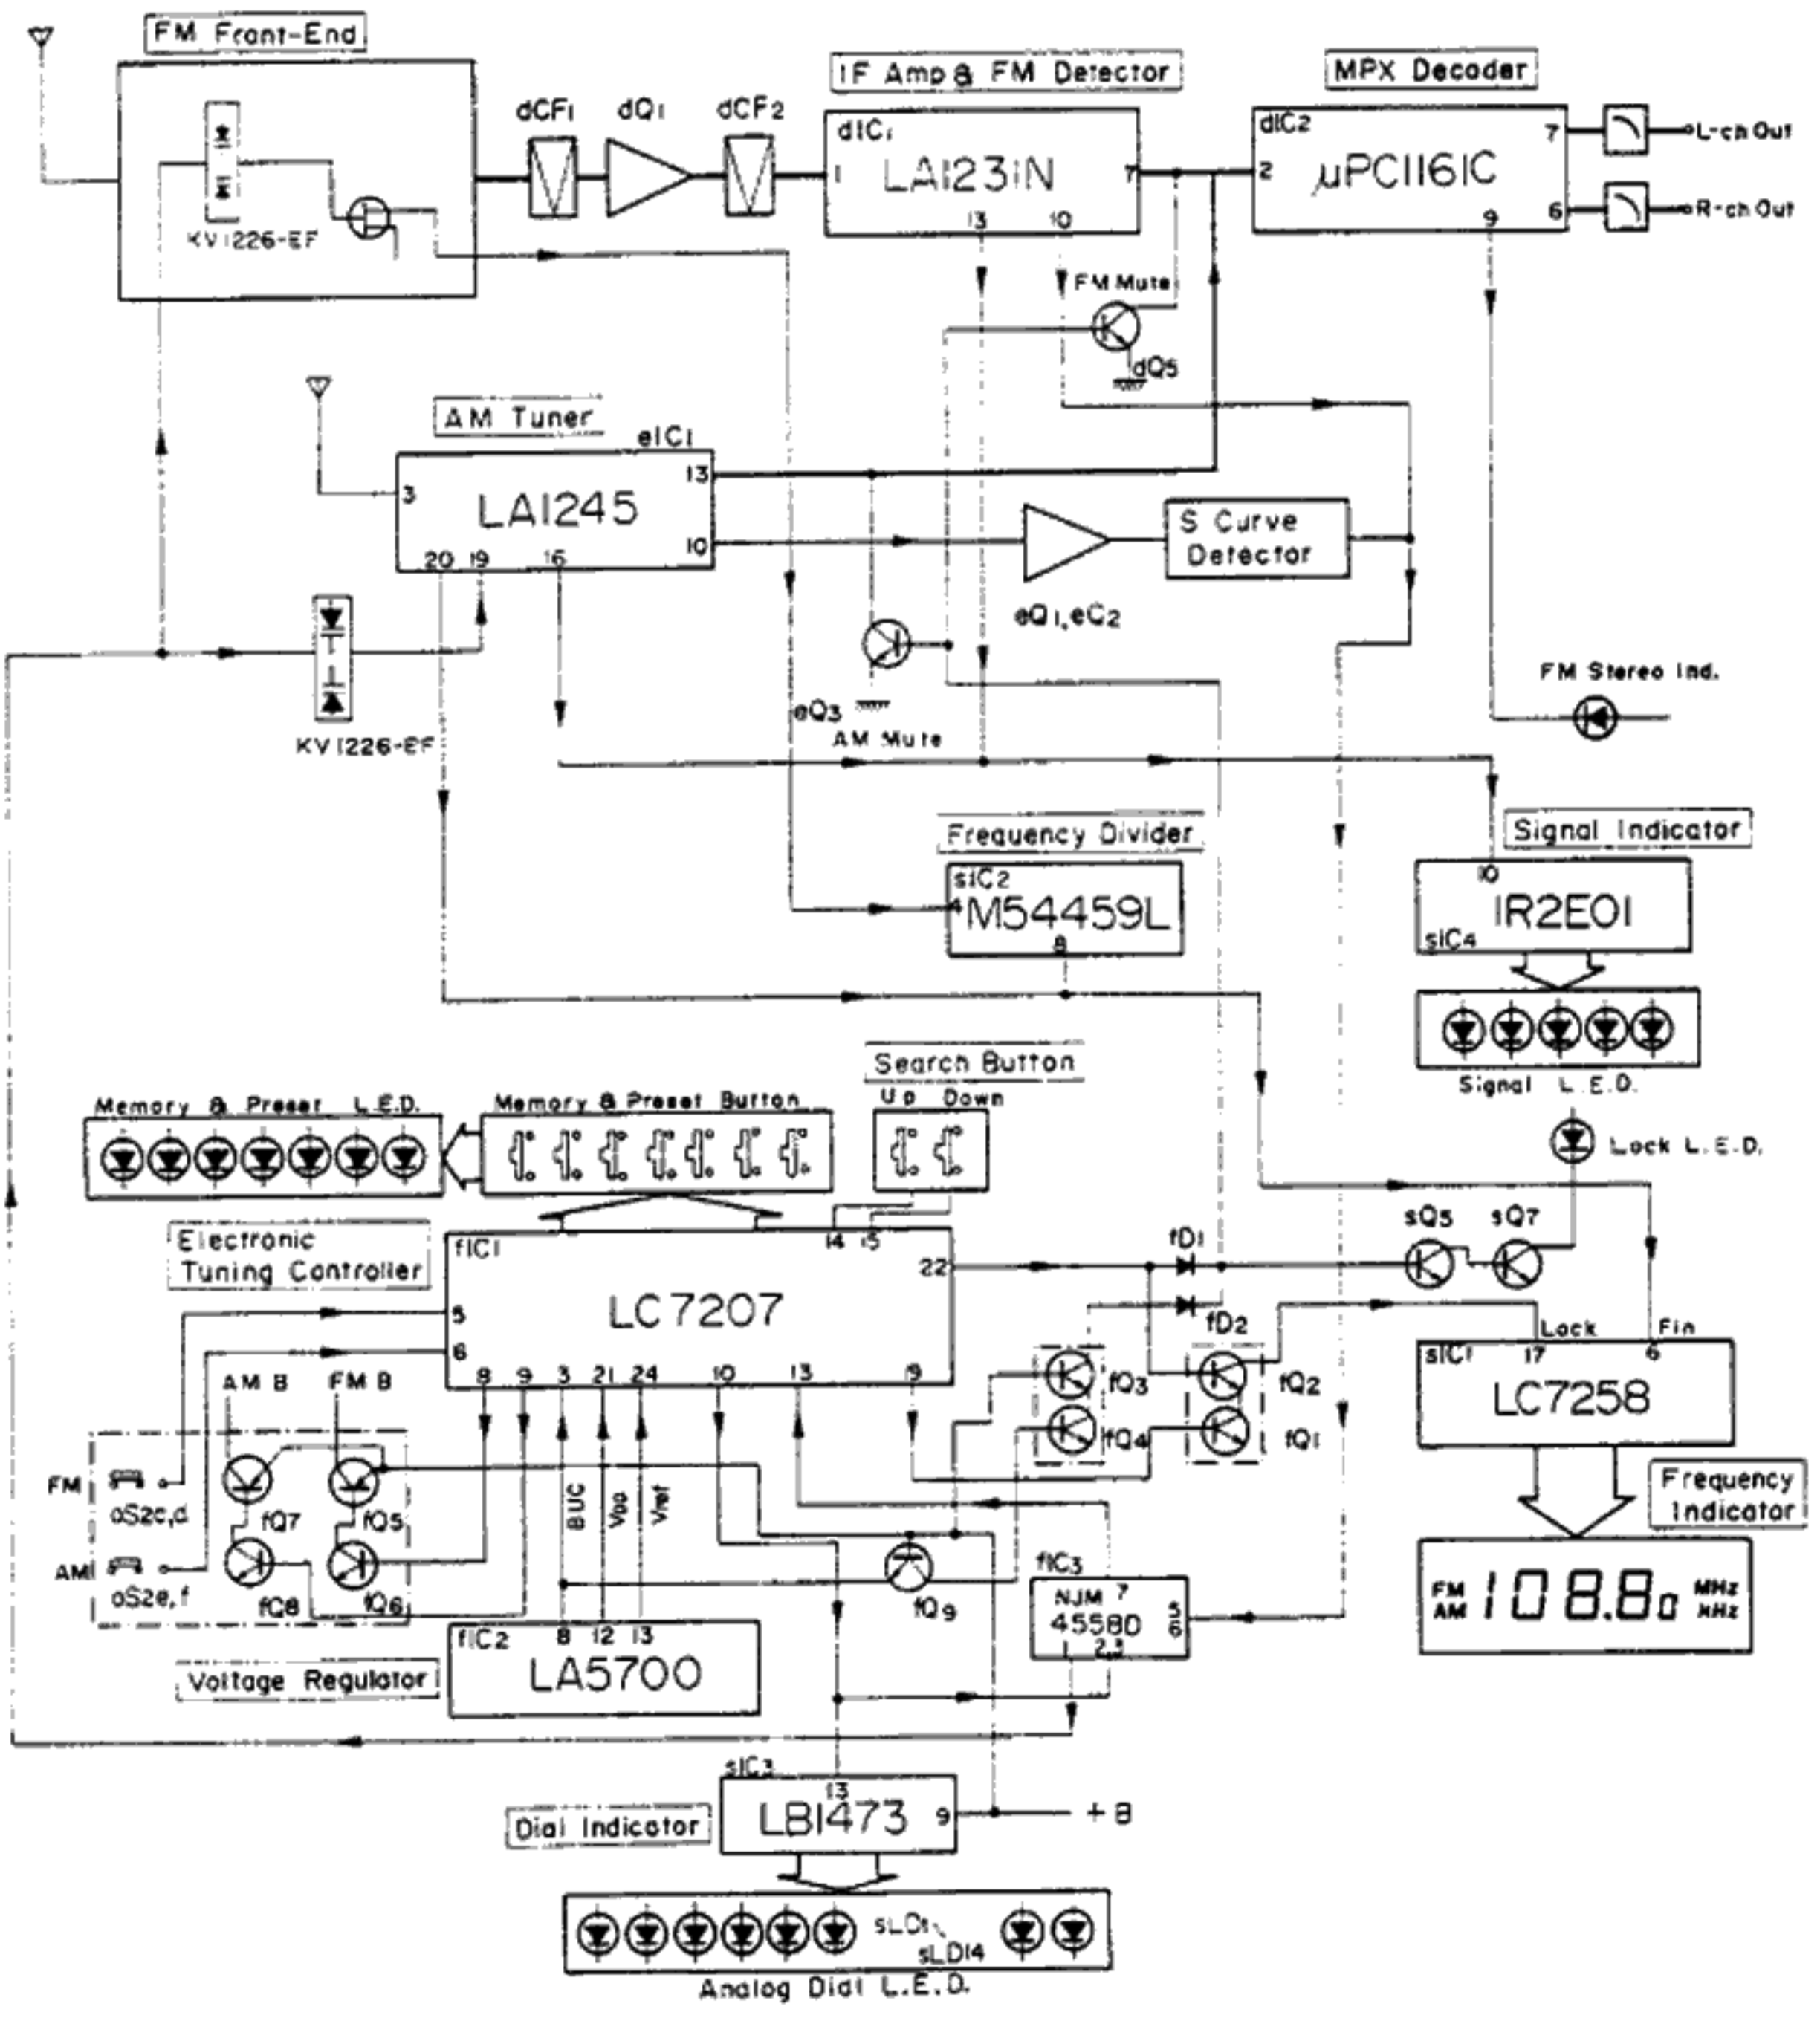 FM Front-End
IF Amp & FM Detector
MPX Decoder
dCF1
dQ1
dCF2
dIC1
LA1231N
1
7
13
10
dIC2
μPC1161C
2
7
6
9
L-ch Out
R-ch Out
KV1226-EF
FM Mute
dQ5
AM Tuner
eIC1
LA1245
3
13
10
20
19
16
S Curve
Detector
eQ1,eQ2
KV1226-EF
eQ3
AM Mute
FM Stereo Ind.
Frequency Divider
sIC2
4
M54459L
8
Signal Indicator
10
IR2E01
sIC4
Signal L.E.D.
Search Button
Up Down
Memory & Preset L.E.D.
Memory & Preset Button
Lock L.E.D.
Electronic
Tuning Controller
fIC1
14
15
22
LC7207
5
6
8
9
3
21
24
10
13
19
fD1
fD2
sQ5
sQ7
Lock
Fin
sIC1
17
6
LC7258
fQ3
fQ4
fQ2
fQ1
AM B
FM B
FM
oS2c,d
AM
oS2e,f
fQ7
fQ5
fQ8
fQ6
BUC
VDD
Vref
fQ9
fIC3
NJM
4558D
7
5
6
1
2,3
Frequency
Indicator
FM
AM
108.80
MHz
kHz
Voltage Regulator
fIC2
8
12
13
LA5700
sIC3
13
LB1473
9
+B
Dial Indicator
sLD14
Analog Dial L.E.D.